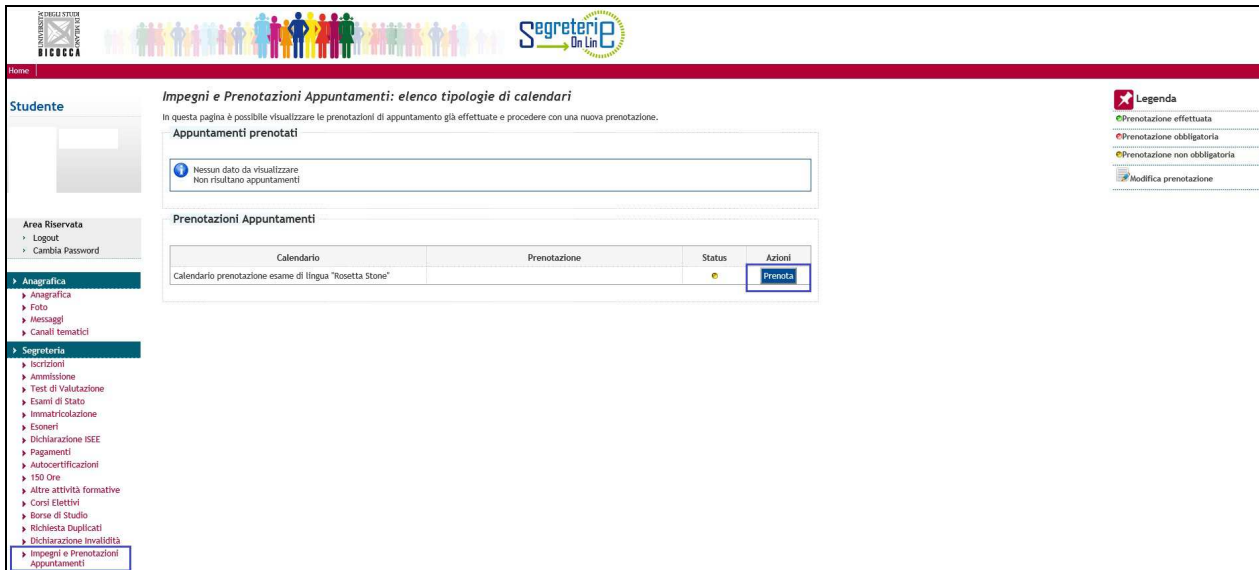 UNIVERSITÀ DEGLI STUDI DI MILANO
BICOCCA
Segreterie
On Line
Home
Studente
Area Riservata
Logout
Cambia Password
Anagrafica
Anagrafica
Foto
Messaggi
Canali tematici
Segreteria
Iscrizioni
Ammissione
Test di Valutazione
Esami di Stato
Immatricolazione
Esoneri
Dichiarazione ISEE
Pagamenti
Autocertificazioni
150 Ore
Altre attività formative
Corsi Elettivi
Borse di Studio
Richiesta Duplicati
Dichiarazione Invalidità
Impegni e Prenotazioni
Appuntamenti
Impegni e Prenotazioni Appuntamenti: elenco tipologie di calendari
In questa pagina è possibile visualizzare le prenotazioni di appuntamento già effettuate e procedere con una nuova prenotazione.
Appuntamenti prenotati
Nessun dato da visualizzare
Non risultano appuntamenti
Prenotazioni Appuntamenti
Calendario Prenotazione Status Azioni
Calendario prenotazione esame di lingua "Rosetta Stone" Prenota
Legenda
Prenotazione effettuata
Prenotazione obbligatoria
Prenotazione non obbligatoria
Modifica prenotazione